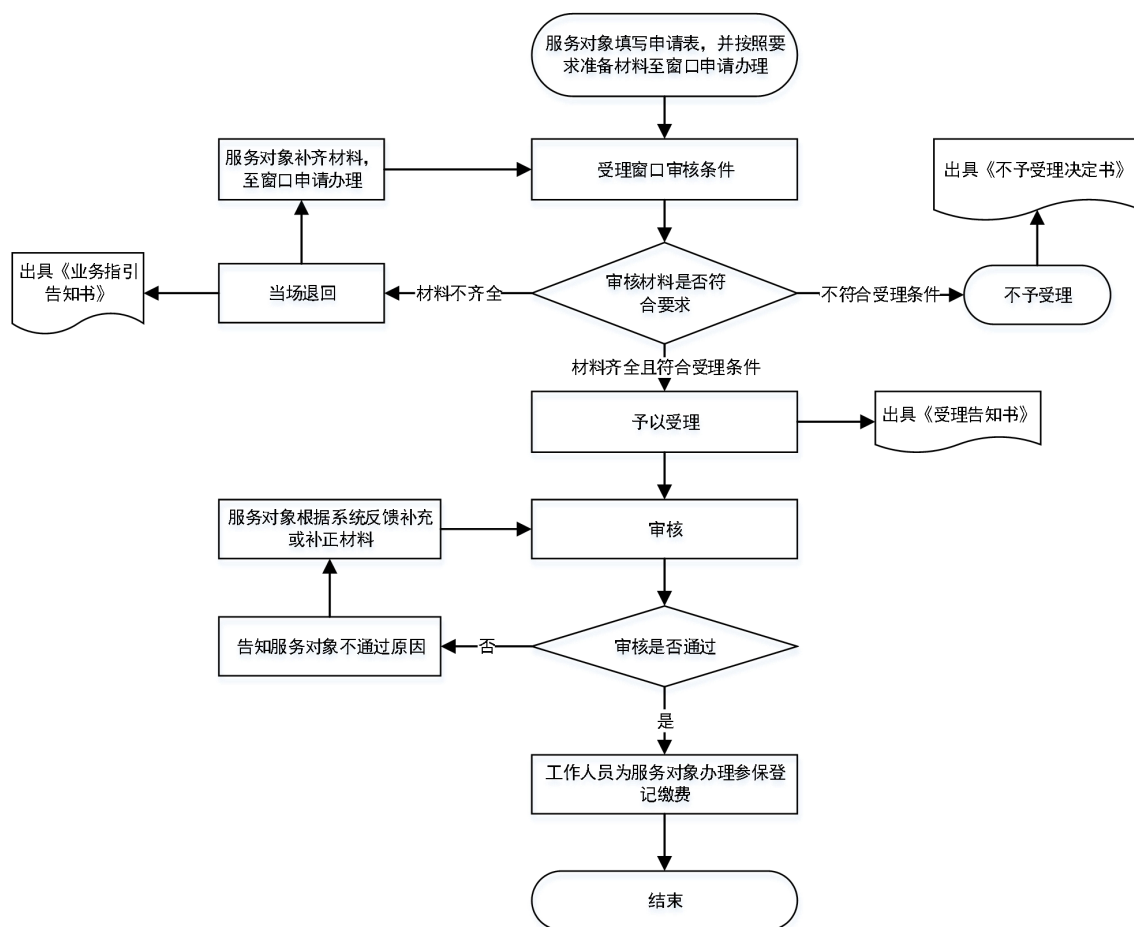 服务对象填写申请表，并按照要
求准备材料至窗口申请办理
服务对象补齐材料，
至窗口申请办理
受理窗口审核条件
出具《不予受理决定书》
出具《业务指引
告知书》
当场退回
材料不齐全
审核材料是否符
合要求
不符合受理条件
不予受理
材料齐全且符合受理条件
予以受理
出具《受理告知书》
服务对象根据系统反馈补充
或补正材料
审核
告知服务对象不通过原因
否
审核是否通过
是
工作人员为服务对象办理参保登
记缴费
结束